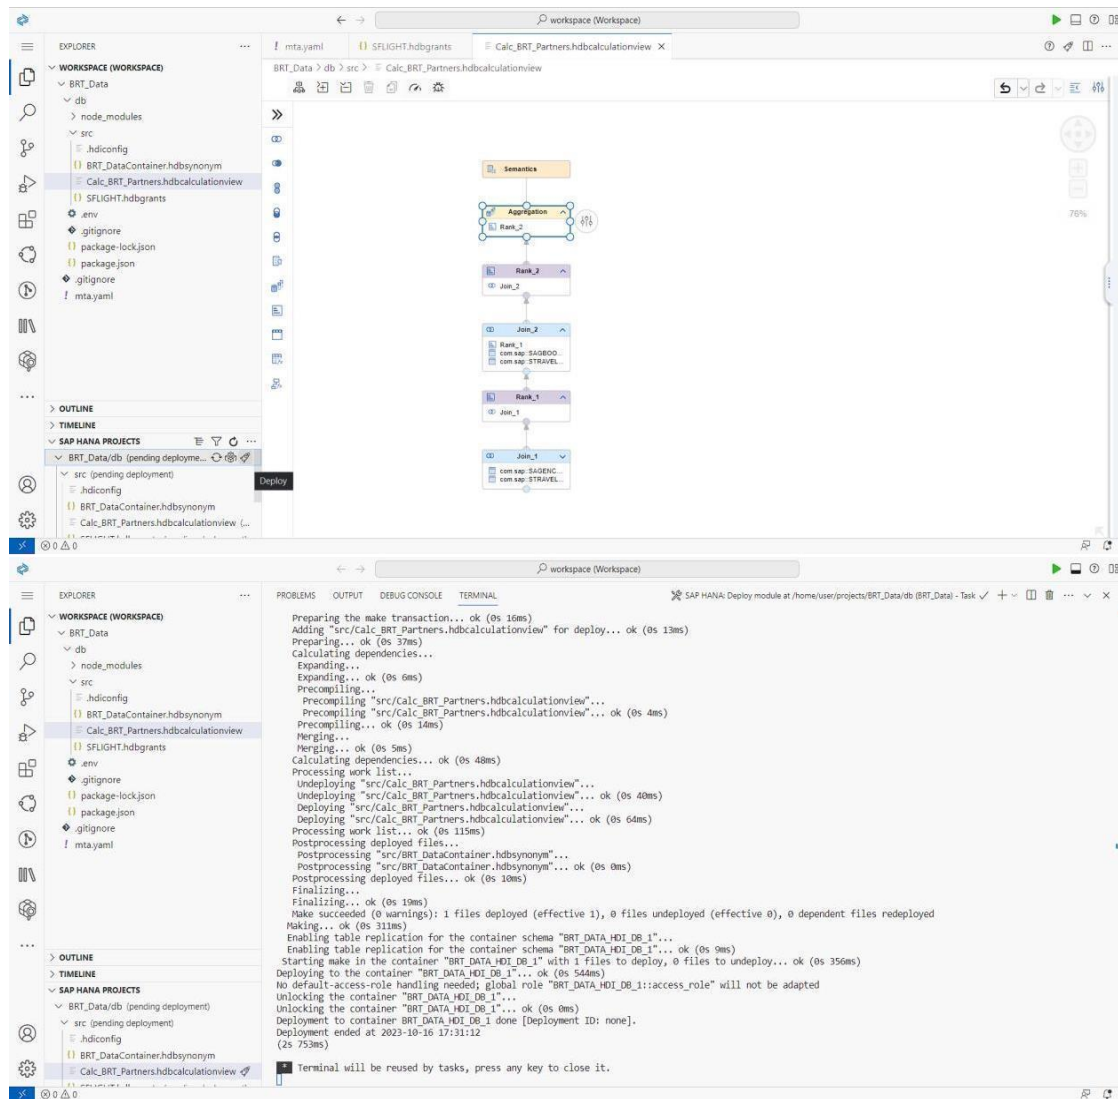 workspace (Workspace)
EXPLORER
WORKSPACE (WORKSPACE)
BRT_Data
db
node_modules
src
.hdiconfig
BRT_DataContainer.hdbsynonym
Calc_BRT_Partners.hdbcalculationview
SFLIGHT.hdbgrants
.env
.gitignore
package-lock.json
package.json
.gitignore
mta.yaml
OUTLINE
TIMELINE
SAP HANA PROJECTS
BRT_Data/db (pending deployme...
src (pending deployment)
.hdiconfig
BRT_DataContainer.hdbsynonym
Calc_BRT_Partners.hdbcalculationview (...
Deploy
0 0
mta.yaml
SFLIGHT.hdbgrants
Calc_BRT_Partners.hdbcalculationview
BRT_Data > db > src > Calc_BRT_Partners.hdbcalculationview
Semantics
Aggregation
Rank_2
Rank_2
Join_2
Join_2
Rank_1
com.sap::SAGBOO...
com.sap::STRAVEL...
Rank_1
Join_1
Join_1
com.sap::SAGENC...
com.sap::STRAVEL...
76%
workspace (Workspace)
EXPLORER
WORKSPACE (WORKSPACE)
BRT_Data
db
node_modules
src
.hdiconfig
BRT_DataContainer.hdbsynonym
Calc_BRT_Partners.hdbcalculationview
SFLIGHT.hdbgrants
.env
.gitignore
package-lock.json
package.json
.gitignore
mta.yaml
OUTLINE
TIMELINE
SAP HANA PROJECTS
BRT_Data/db (pending deployment)
src (pending deployment)
.hdiconfig
BRT_DataContainer.hdbsynonym
Calc_BRT_Partners.hdbcalculationview
0 0
PROBLEMS OUTPUT DEBUG CONSOLE TERMINAL
SAP HANA: Deploy module at /home/user/projects/BRT_Data/db (BRT_Data) - Task
Preparing the make transaction... ok (0s 16ms)
Adding "src/Calc_BRT_Partners.hdbcalculationview" for deploy... ok (0s 13ms)
Preparing... ok (0s 37ms)
Calculating dependencies...
Expanding...
Expanding... ok (0s 6ms)
Precompiling...
Precompiling "src/Calc_BRT_Partners.hdbcalculationview"...
Precompiling "src/Calc_BRT_Partners.hdbcalculationview"... ok (0s 4ms)
Precompiling... ok (0s 14ms)
Merging...
Merging... ok (0s 5ms)
Calculating dependencies... ok (0s 48ms)
Processing work list...
Undeploying "src/Calc_BRT_Partners.hdbcalculationview"...
Undeploying "src/Calc_BRT_Partners.hdbcalculationview"... ok (0s 40ms)
Deploying "src/Calc_BRT_Partners.hdbcalculationview"...
Deploying "src/Calc_BRT_Partners.hdbcalculationview"... ok (0s 64ms)
Processing work list... ok (0s 115ms)
Postprocessing deployed files...
Postprocessing "src/BRT_DataContainer.hdbsynonym"...
Postprocessing "src/BRT_DataContainer.hdbsynonym"... ok (0s 0ms)
Postprocessing deployed files... ok (0s 10ms)
Finalizing...
Finalizing... ok (0s 19ms)
Make succeeded (0 warnings): 1 files deployed (effective 1), 0 files undeployed (effective 0), 0 dependent files redeployed
Making... ok (0s 311ms)
Enabling table replication for the container schema "BRT_DATA_HDI_DB_1"...
Enabling table replication for the container schema "BRT_DATA_HDI_DB_1"... ok (0s 9ms)
Starting make in the container "BRT_DATA_HDI_DB_1" with 1 files to deploy, 0 files to undeploy... ok (0s 356ms)
Deploying to the container "BRT_DATA_HDI_DB_1"... ok (0s 544ms)
No default-access-role handling needed; global role "BRT_DATA_HDI_DB_1::access_role" will not be adapted
Unlocking the container "BRT_DATA_HDI_DB_1"...
Unlocking the container "BRT_DATA_HDI_DB_1"... ok (0s 0ms)
Deployment to container BRT_DATA_HDI_DB_1 done [Deployment ID: none].
Deployment ended at 2023-10-16 17:31:12
(2s 753ms)
* Terminal will be reused by tasks, press any key to close it.